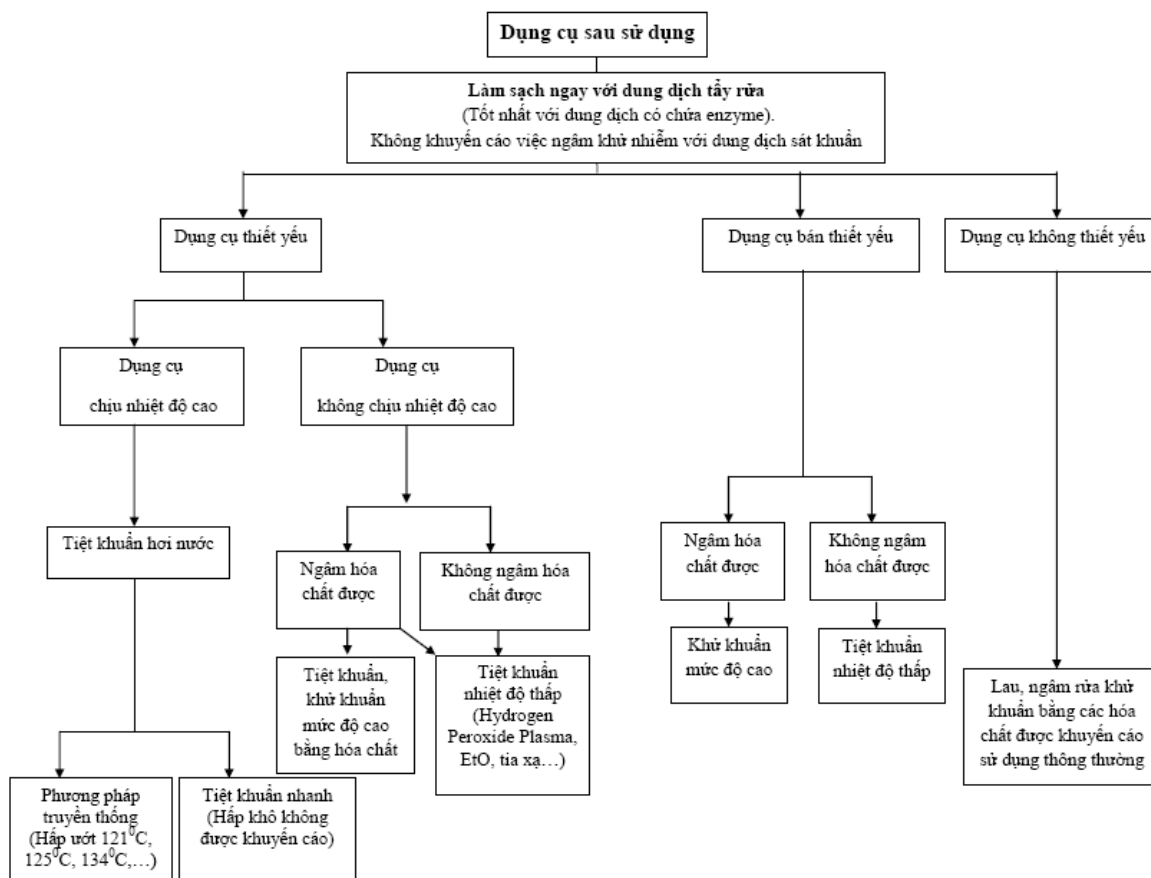 Dụng cụ sau sử dụng
Làm sạch ngay với dung dịch tẩy rửa
(Tốt nhất với dung dịch có chứa enzyme).
Không khuyến cáo việc ngâm khử nhiễm với dung dịch sát khuẩn
Dụng cụ thiết yếu
Dụng cụ bán thiết yếu
Dụng cụ không thiết yếu
Dụng cụ
chịu nhiệt độ cao
Dụng cụ
không chịu nhiệt độ cao
Tiệt khuẩn hơi nước
Ngâm hóa
chất được
Không ngâm hóa
chất được
Ngâm hóa
chất được
Không ngâm
hóa chất được
Tiệt khuẩn,
khử khuẩn
mức độ cao
bằng hóa chất
Tiệt khuẩn
nhiệt độ thấp
(Hydrogen
Peroxide Plasma,
EtO, tia xạ…)
Khử khuẩn
mức độ cao
Tiệt khuẩn
nhiệt độ thấp
Lau, ngâm rửa khử
khuẩn bằng các hóa
chất được khuyến cáo
sử dụng thông thường
Phương pháp
truyền thống
(Hấp ướt 121⁰C,
125⁰C, 134⁰C,…)
Tiệt khuẩn nhanh
(Hấp khô không
được khuyến cáo)